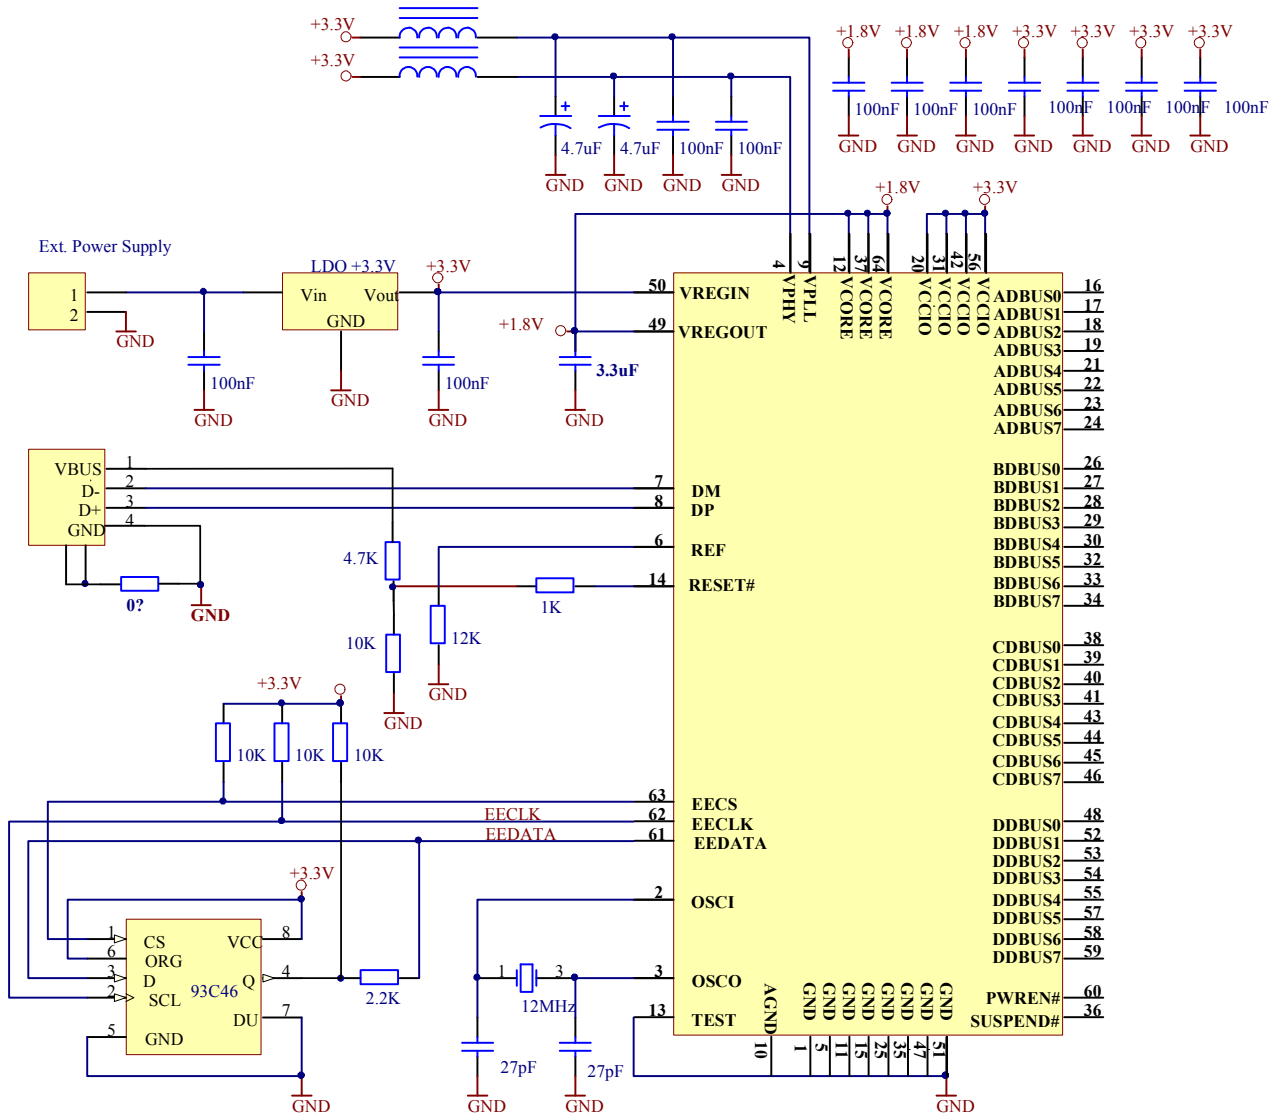 +3.3V
+3.3V
4.7uF 4.7uF 100nF 100nF
GND GND GND GND
+1.8V +1.8V +1.8V +3.3V +3.3V +3.3V +3.3V
100nF 100nF 100nF 100nF 100nF 100nF 100nF
GND GND GND GND GND GND GND
+1.8V +3.3V
Ext. Power Supply
1
2
GND
100nF
GND
LDO +3.3V
Vin Vout
GND
GND
+3.3V
100nF
GND
+1.8V
3.3uF
GND
VBUS 1
D- 2
D+ 3
GND 4
0?
GND
4.7K
10K
GND
1K
12K
GND
+3.3V
10K 10K 10K
EECLK
EEDATA
+3.3V
1 CS
6 ORG
3 D
2 SCL
5 GND
93C46
VCC 8
Q 4
DU 7
2.2K
GND
1 3
12MHz
27pF 27pF
GND GND
50 VREGIN
49 VREGOUT
7 DM
8 DP
6 REF
14 RESET#
63 EECS
62 EECLK
61 EEDATA
2 OSCI
3 OSCO
13 TEST
4 VPHY
9 VPLL
12 VCORE
37 VCORE
64 VCORE
20 VCCIO
31 VCCIO
42 VCCIO
56 VCCIO
ADBUS0 16
ADBUS1 17
ADBUS2 18
ADBUS3 19
ADBUS4 21
ADBUS5 22
ADBUS6 23
ADBUS7 24
BDBUS0 26
BDBUS1 27
BDBUS2 28
BDBUS3 29
BDBUS4 30
BDBUS5 32
BDBUS6 33
BDBUS7 34
CDBUS0 38
CDBUS1 39
CDBUS2 40
CDBUS3 41
CDBUS4 43
CDBUS5 44
CDBUS6 45
CDBUS7 46
DDBUS0 48
DDBUS1 52
DDBUS2 53
DDBUS3 54
DDBUS4 55
DDBUS5 57
DDBUS6 58
DDBUS7 59
PWREN# 60
SUSPEND# 36
AGND 10
GND 1
GND 5
GND 11
GND 15
GND 25
GND 35
GND 47
GND 51
GND